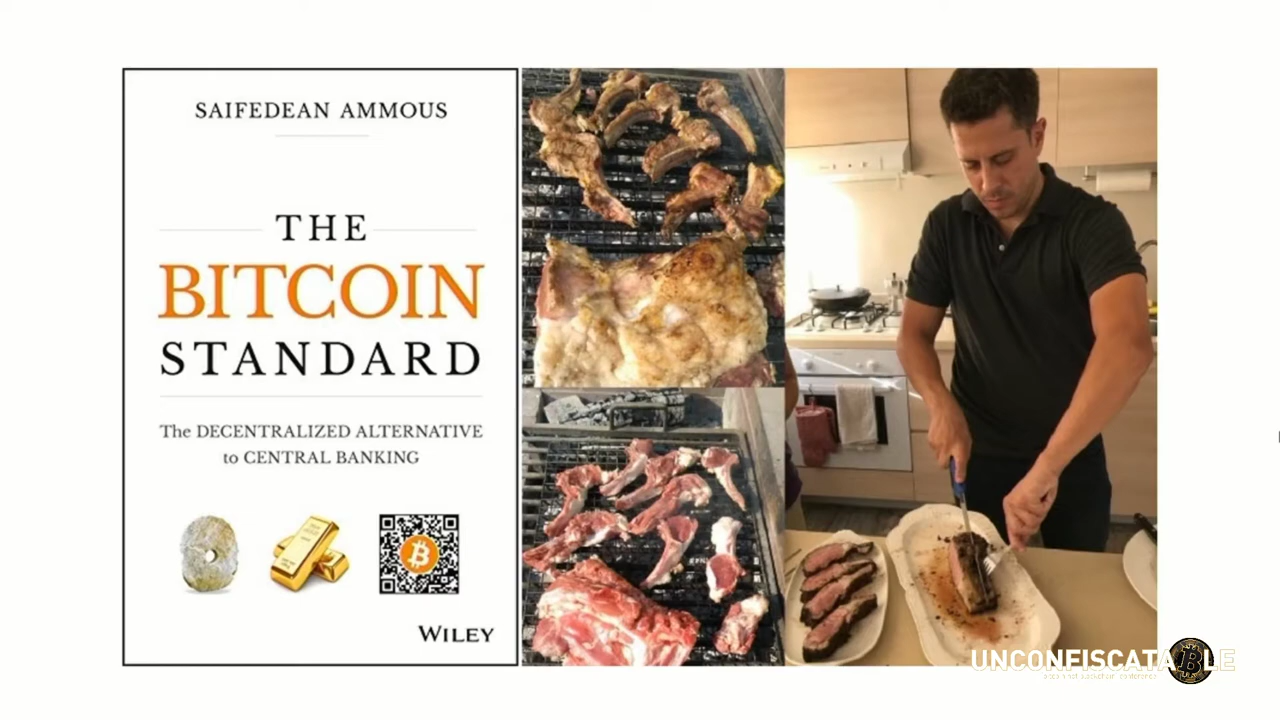 SAIFEDEAN AMMOUS
THE
BITCOIN
STANDARD
The DECENTRALIZED ALTERNATIVE
to CENTRAL BANKING
WILEY
UNCONFISCATABLE